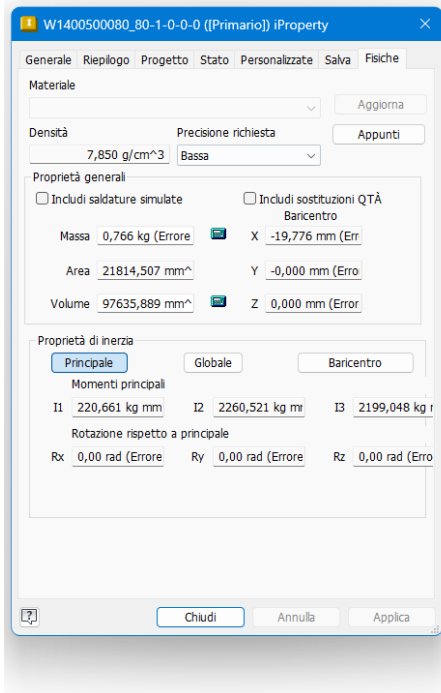 W1400500080_80-1-0-0-0 ([Primario]) iProperty
Generale Riepilogo Progetto Stato Personalizzate Salva Fisiche
Materiale
Aggiorna
Densità Precisione richiesta Appunti
7,850 g/cm^3 Bassa
Proprietà generali
Includi saldature simulate Includi sostituzioni QTÀ
Baricentro
Massa 0,766 kg (Errore X -19,776 mm (Err
Area 21814,507 mm^ Y -0,000 mm (Erro
Volume 97635,889 mm^ Z 0,000 mm (Error
Proprietà di inerzia
Principale Globale Baricentro
Momenti principali
I1 220,661 kg mm I2 2260,521 kg mr I3 2199,048 kg r
Rotazione rispetto a principale
Rx 0,00 rad (Errore Ry 0,00 rad (Errore Rz 0,00 rad (Erro
? Chiudi Annulla Applica